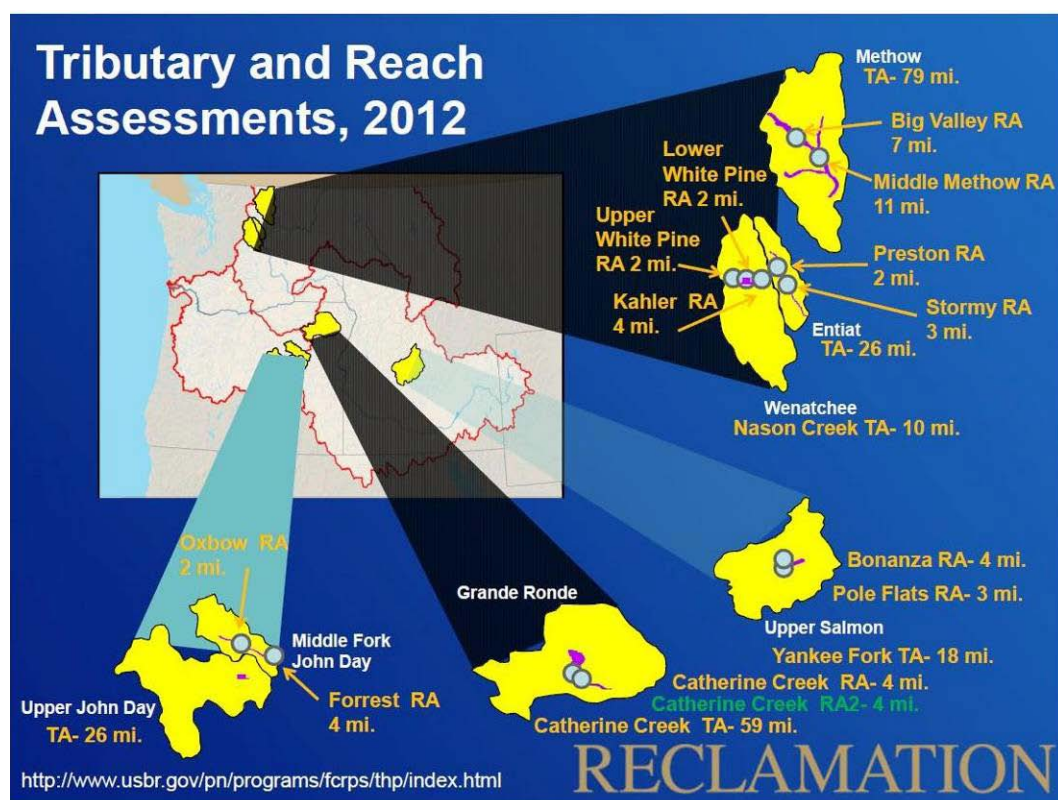 Tributary and Reach
Assessments, 2012
Methow
TA- 79 mi.
Big Valley RA
7 mi.
Middle Methow RA
11 mi.
Lower
White Pine
RA 2 mi.
Upper
White Pine
RA 2 mi.
Kahler RA
4 mi.
Preston RA
2 mi.
Stormy RA
3 mi.
Entiat
TA- 26 mi.
Wenatchee
Nason Creek TA- 10 mi.
Oxbow RA
2 mi.
Middle Fork
John Day
Forrest RA
4 mi.
Upper John Day
TA- 26 mi.
Grande Ronde
Catherine Creek RA- 4 mi.
Catherine Creek RA2- 4 mi.
Catherine Creek TA- 59 mi.
Bonanza RA- 4 mi.
Pole Flats RA- 3 mi.
Upper Salmon
Yankee Fork TA- 18 mi.
http://www.usbr.gov/pn/programs/fcrps/thp/index.html
RECLAMATION